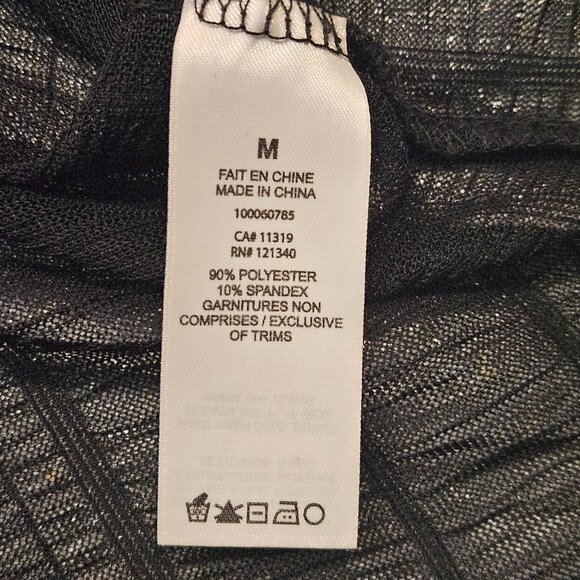 M
FAIT EN CHINE
MADE IN CHINA
100060785
CA# 11319
RN# 121340
90% POLYESTER
10% SPANDEX
GARNITURES NON
COMPRISES / EXCLUSIVE
OF TRIMS